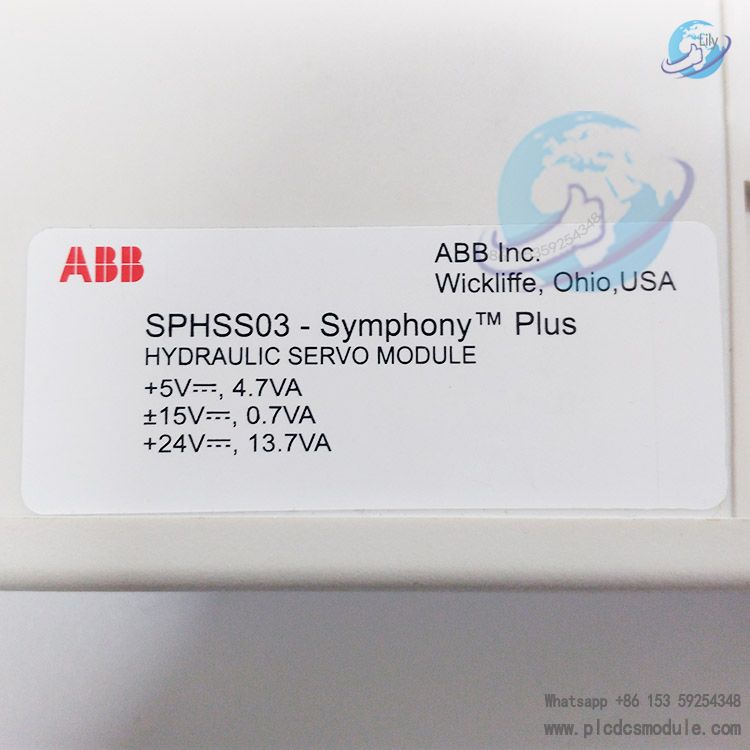 Lily
ABB
ABB Inc.
Wickliffe, Ohio,USA
SPHSS03 - Symphony™ Plus
HYDRAULIC SERVO MODULE
+5V⎓, 4.7VA
±15V⎓, 0.7VA
+24V⎓, 13.7VA
Whatsapp +86 153 59254348
www.plcdcsmodule.com